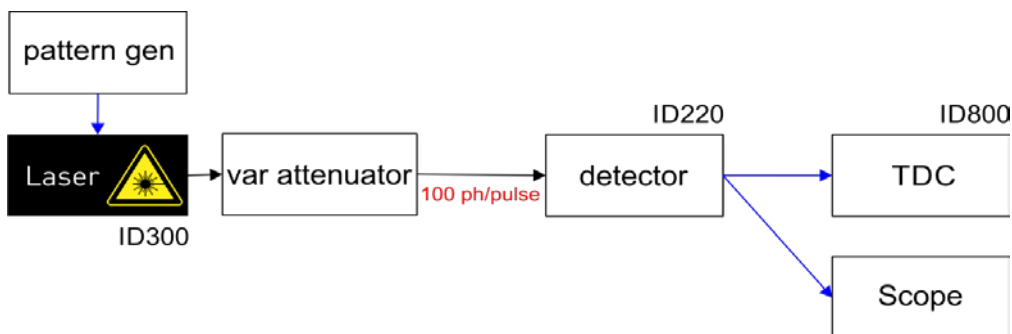 pattern gen
ID220
ID800
Laser
var attenuator
100 ph/pulse
detector
TDC
ID300
Scope